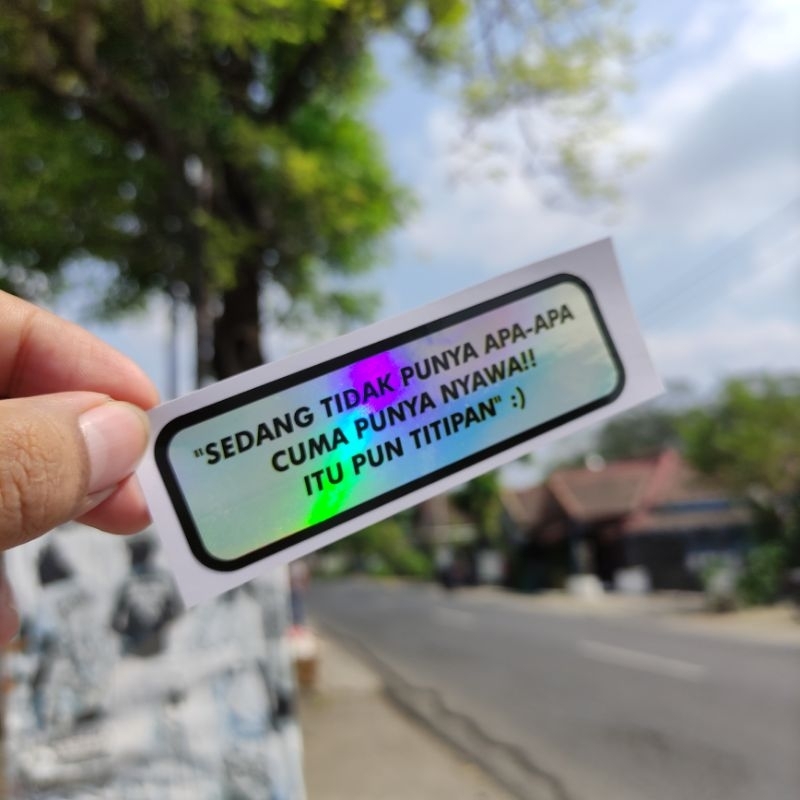 "SEDANG TIDAK PUNYA APA-APA
CUMA PUNYA NYAWA!!
ITU PUN TITIPAN" :)